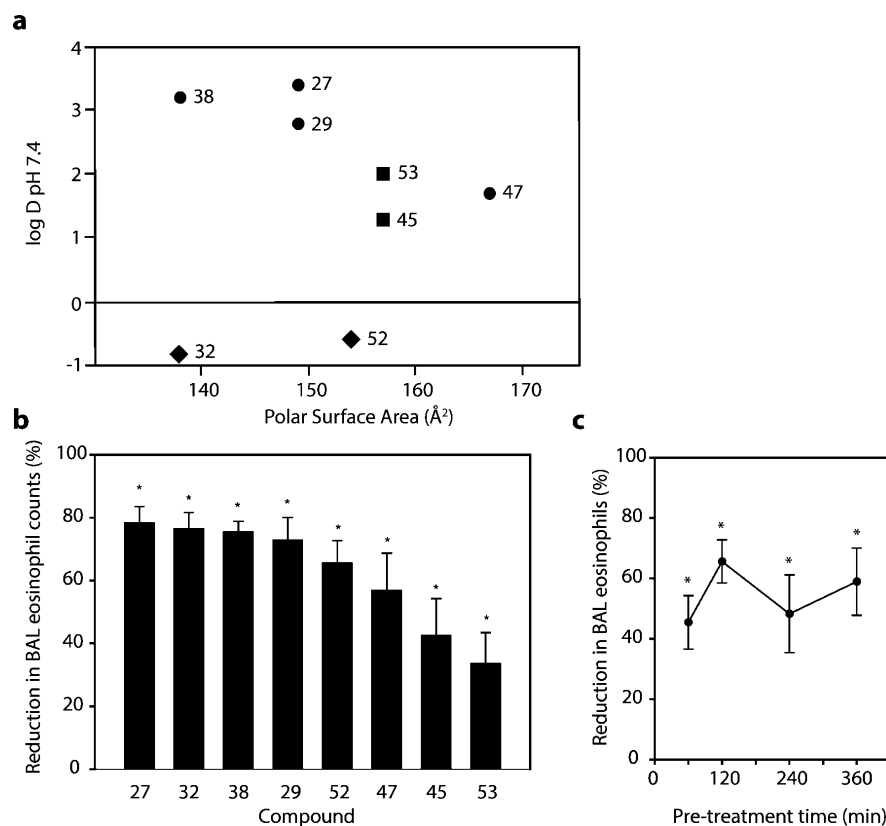 a
4
3
2
1
0
-1
log D pH 7.4
38
27
29
53
45
47
32
52
140 150 160 170
Polar Surface Area (Å²)
b
100
80
60
40
20
0
Reduction in BAL eosinophil counts (%)
* * * * * * * *
27 32 38 29 52 47 45 53
Compound
c
100
80
60
40
20
0
Reduction in BAL eosinophils (%)
* * * *
0 120 240 360
Pre-treatment time (min)